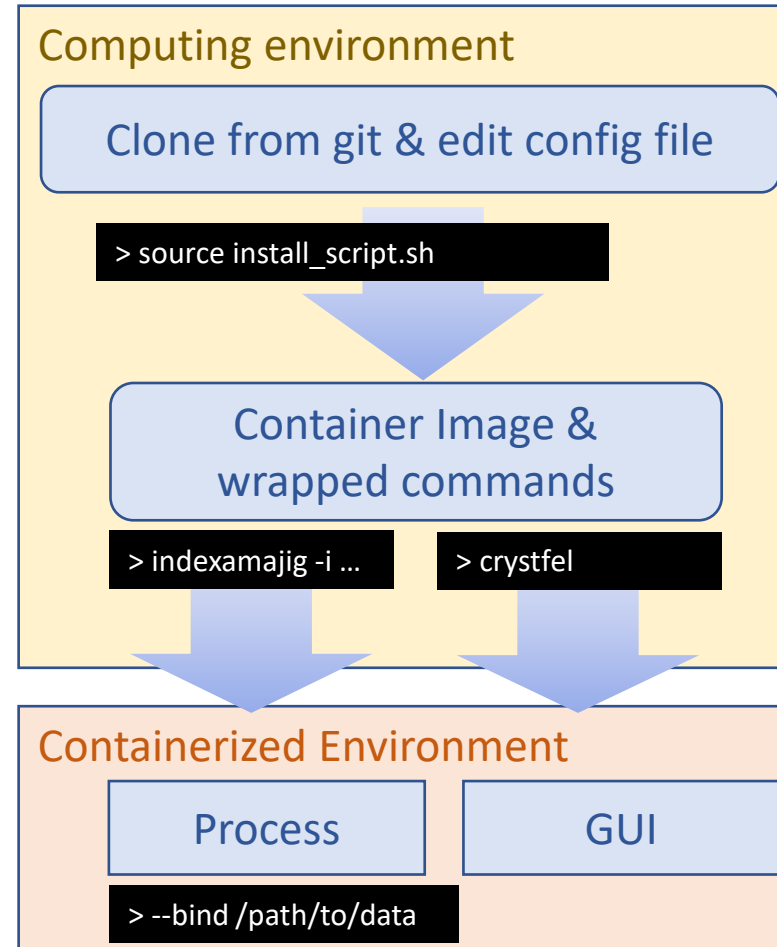 Computing environment
Clone from git & edit config file
> source install_script.sh
Container Image &
wrapped commands
> indexamajig -i ...
> crystfel
Containerized Environment
Process
GUI
> --bind /path/to/data